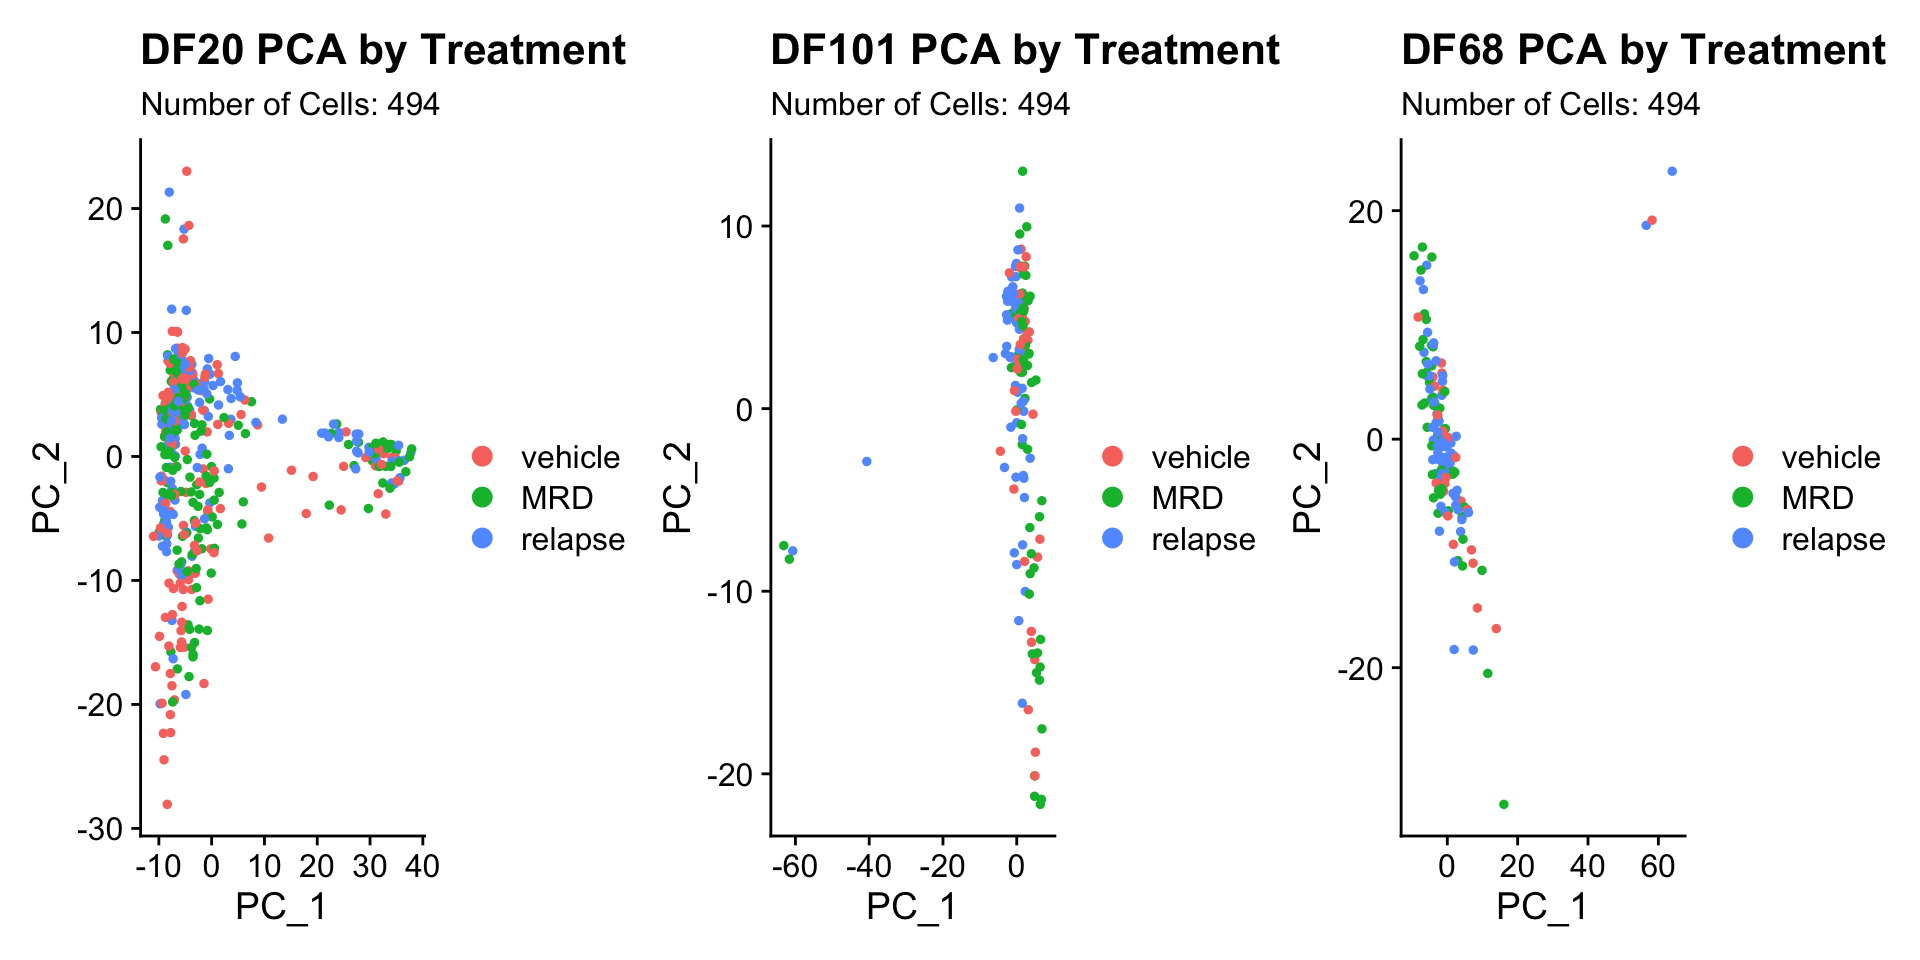 DF20 PCA by Treatment
Number of Cells: 494
20
10
0
-10
-20
-30
-10 0 10 20 30 40
PC_1
PC_2
vehicle
MRD
relapse
DF101 PCA by Treatment
Number of Cells: 494
10
0
-10
-20
-60 -40 -20 0
PC_1
PC_2
vehicle
MRD
relapse
DF68 PCA by Treatment
Number of Cells: 494
20
0
-20
0 20 40 60
PC_1
PC_2
vehicle
MRD
relapse